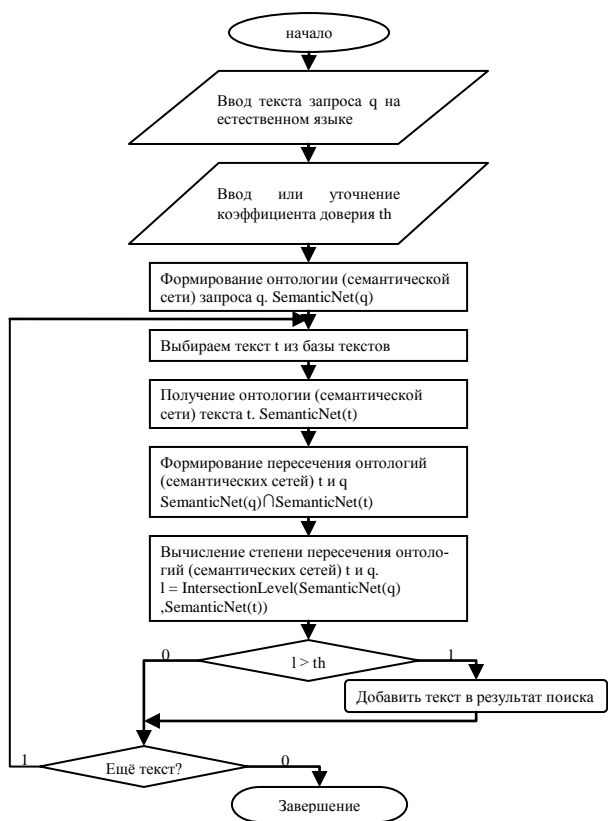 начало
Ввод текста запроса q на
естественном языке
Ввод или уточнение
коэффициента доверия th
Формирование онтологии (семантической
сети) запроса q. SemanticNet(q)
Выбираем текст t из базы текстов
Получение онтологии (семантической
сети) текста t. SemanticNet(t)
Формирование пересечения онтологий
(семантических сетей) t и q
SemanticNet(q)∩SemanticNet(t)
Вычисление степени пересечения онтоло-
гий (семантических сетей) t и q.
l = IntersectionLevel(SemanticNet(q)
,SemanticNet(t))
0
l > th
1
Добавить текст в результат поиска
1
Ещё текст?
0
Завершение